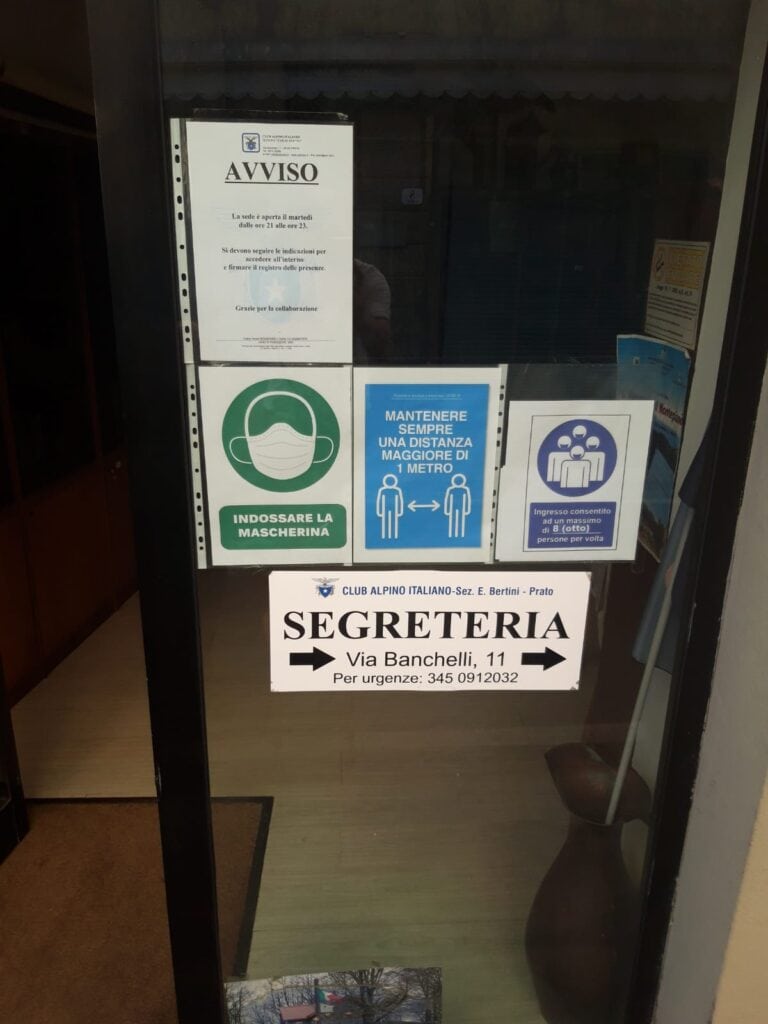 CLUB ALPINO ITALIANO
AVVISO
La sede è aperta il martedì
dalle ore 21 alle ore 23.
Si devono seguire le indicazioni per
accedere all'interno
e firmare il registro delle presenze.
Grazie per la collaborazione
INDOSSARE LA
MASCHERINA
MANTENERE
SEMPRE
UNA DISTANZA
MAGGIORE DI
1 METRO
Ingresso consentito
ad un massimo
di 8 (otto)
persone per volta
CLUB ALPINO ITALIANO-Sez. E. Bertini - Prato
SEGRETERIA
Via Banchelli, 11
Per urgenze: 345 0912032